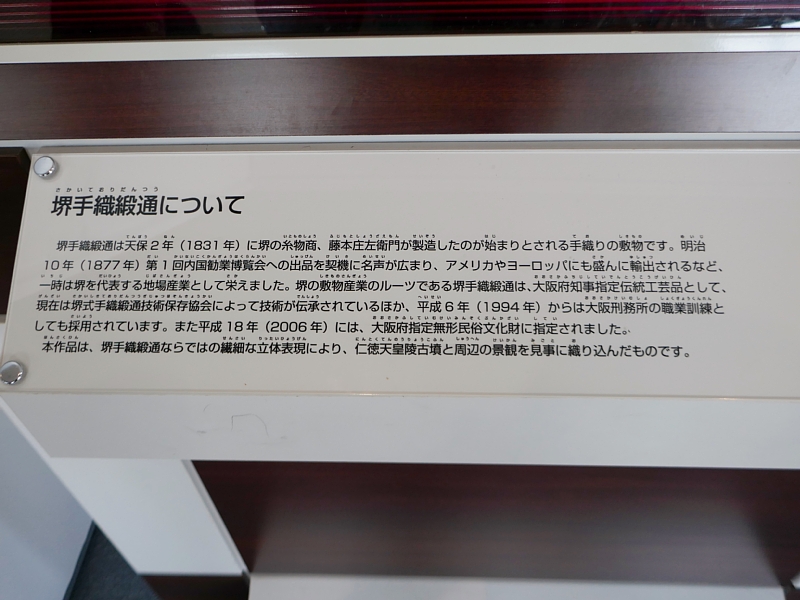 堺手織緞通について
堺手織緞通は天保2年（1831年）に堺の糸物商、藤本庄左衛門が製造したのが始まりとされる手織りの敷物です。明治
10年（1877年）第1回内国勧業博覧会への出品を契機に名声が広まり、アメリカやヨーロッパにも盛んに輸出されるなど、
一時は堺を代表する地場産業として栄えました。堺の敷物産業のルーツである堺手織緞通は、大阪府知事指定伝統工芸品として、
現在は堺式手織緞通技術保存協会によって技術が伝承されているほか、平成6年（1994年）からは大阪刑務所の職業訓練と
しても採用されています。また平成18年（2006年）には、大阪府指定無形民俗文化財に指定されました。
本作品は、堺手織緞通ならではの繊細な立体表現により、仁徳天皇陵古墳と周辺の景観を見事に織り込んだものです。